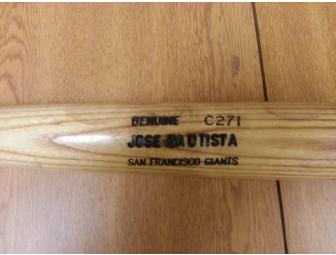 GENUINE C271
JOSE BAUTISTA
SAN FRANCISCO GIANTS